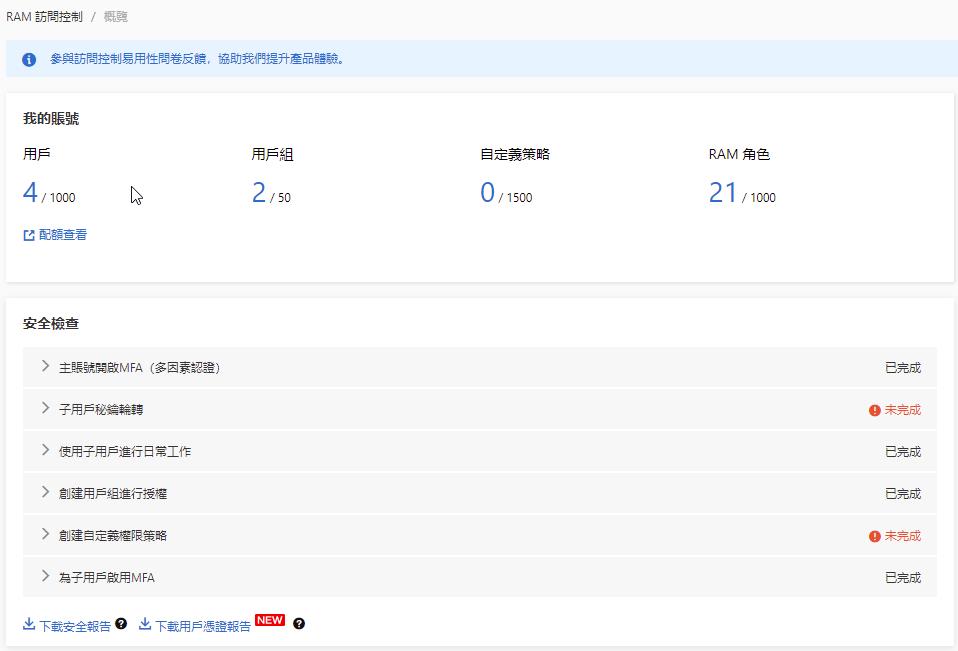 RAM 訪問控制 / 概覽
參與訪問控制易用性問卷反饋，協助我們提升產品體驗。
我的賬號
用戶 用戶組 自定義策略 RAM 角色
4 / 1000 2 / 50 0 / 1500 21 / 1000
配額查看
安全檢查
主賬號開啟MFA（多因素認證） 已完成
子用戶秘鑰輪轉 未完成
使用子用戶進行日常工作 已完成
創建用戶組進行授權 已完成
創建自定義權限策略 未完成
為子用戶啟用MFA 已完成
下載安全報告 ? 下載用戶憑證報告 NEW ?